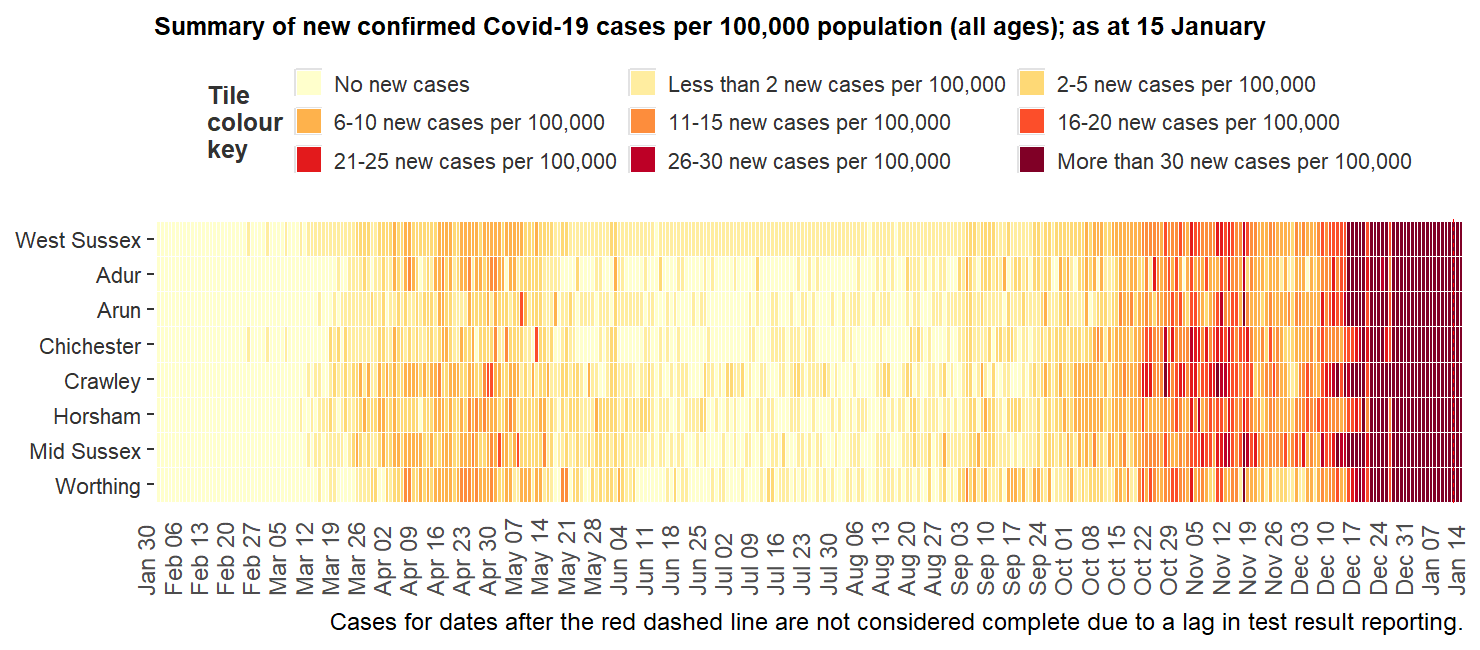 Summary of new confirmed Covid-19 cases per 100,000 population (all ages); as at 15 January
Tile
colour
key
No new cases
Less than 2 new cases per 100,000
2-5 new cases per 100,000
6-10 new cases per 100,000
11-15 new cases per 100,000
16-20 new cases per 100,000
21-25 new cases per 100,000
26-30 new cases per 100,000
More than 30 new cases per 100,000
West Sussex
Adur
Arun
Chichester
Crawley
Horsham
Mid Sussex
Worthing
Jan 30
Feb 06
Feb 13
Feb 20
Feb 27
Mar 05
Mar 12
Mar 19
Mar 26
Apr 02
Apr 09
Apr 16
Apr 23
Apr 30
May 07
May 14
May 21
May 28
Jun 04
Jun 11
Jun 18
Jun 25
Jul 02
Jul 09
Jul 16
Jul 23
Jul 30
Aug 06
Aug 13
Aug 20
Aug 27
Sep 03
Sep 10
Sep 17
Sep 24
Oct 01
Oct 08
Oct 15
Oct 22
Oct 29
Nov 05
Nov 12
Nov 19
Nov 26
Dec 03
Dec 10
Dec 17
Dec 24
Dec 31
Jan 07
Jan 14
Cases for dates after the red dashed line are not considered complete due to a lag in test result reporting.